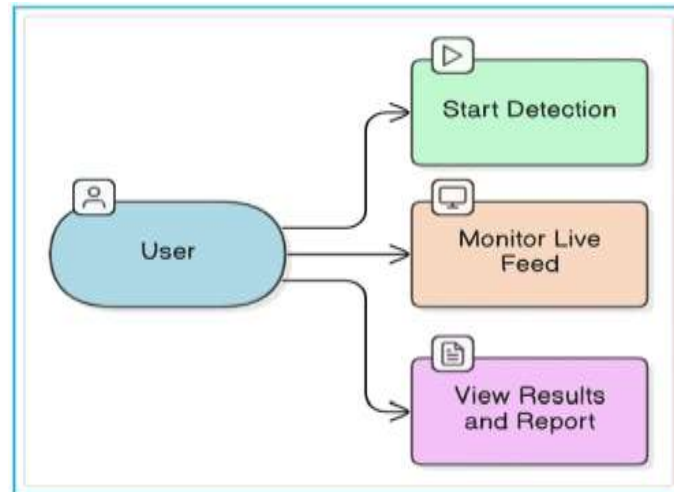 Start Detection
User
Monitor Live
Feed
View Results
and Report